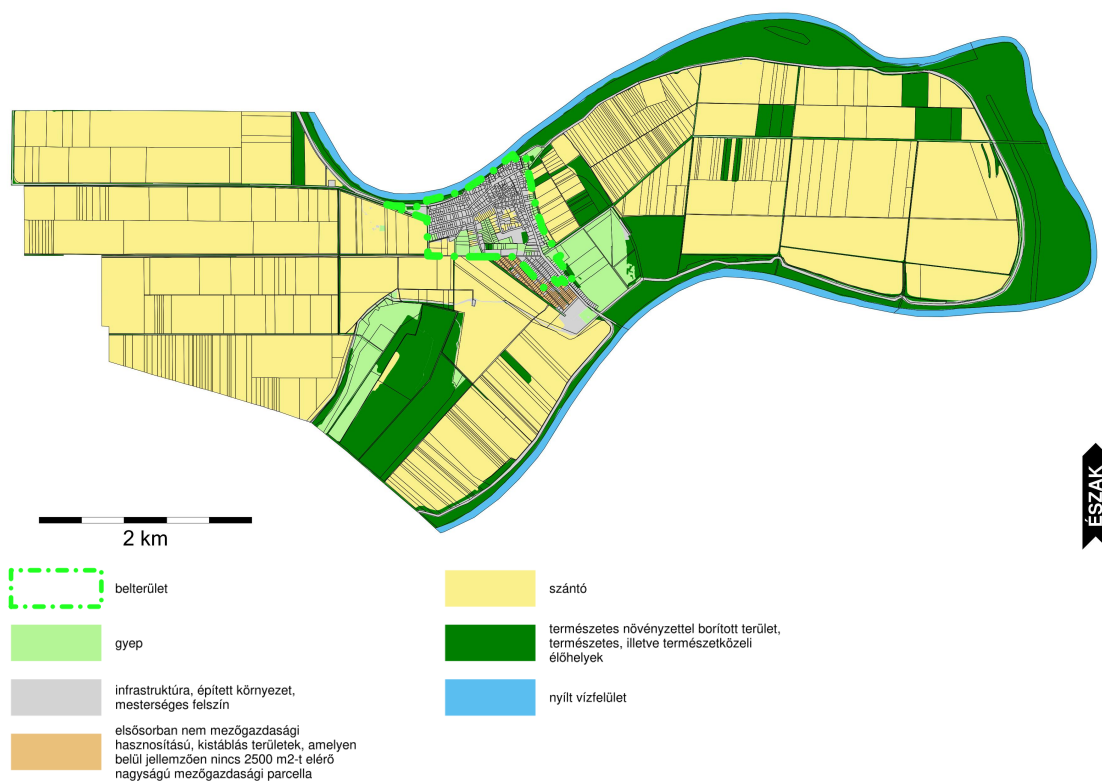 ÉSZAK
2 km
belterület
gyep
infrastruktúra, épített környezet,
mesterséges felszín
elsősorban nem mezőgazdasági
hasznosítású, kistáblás területek, amelyen
belül jellemzően nincs 2500 m2-t elérő
nagyságú mezőgazdasági parcella
szántó
természetes növényzettel borított terület,
természetes, illetve természetközeli
élőhelyek
nyílt vízfelület